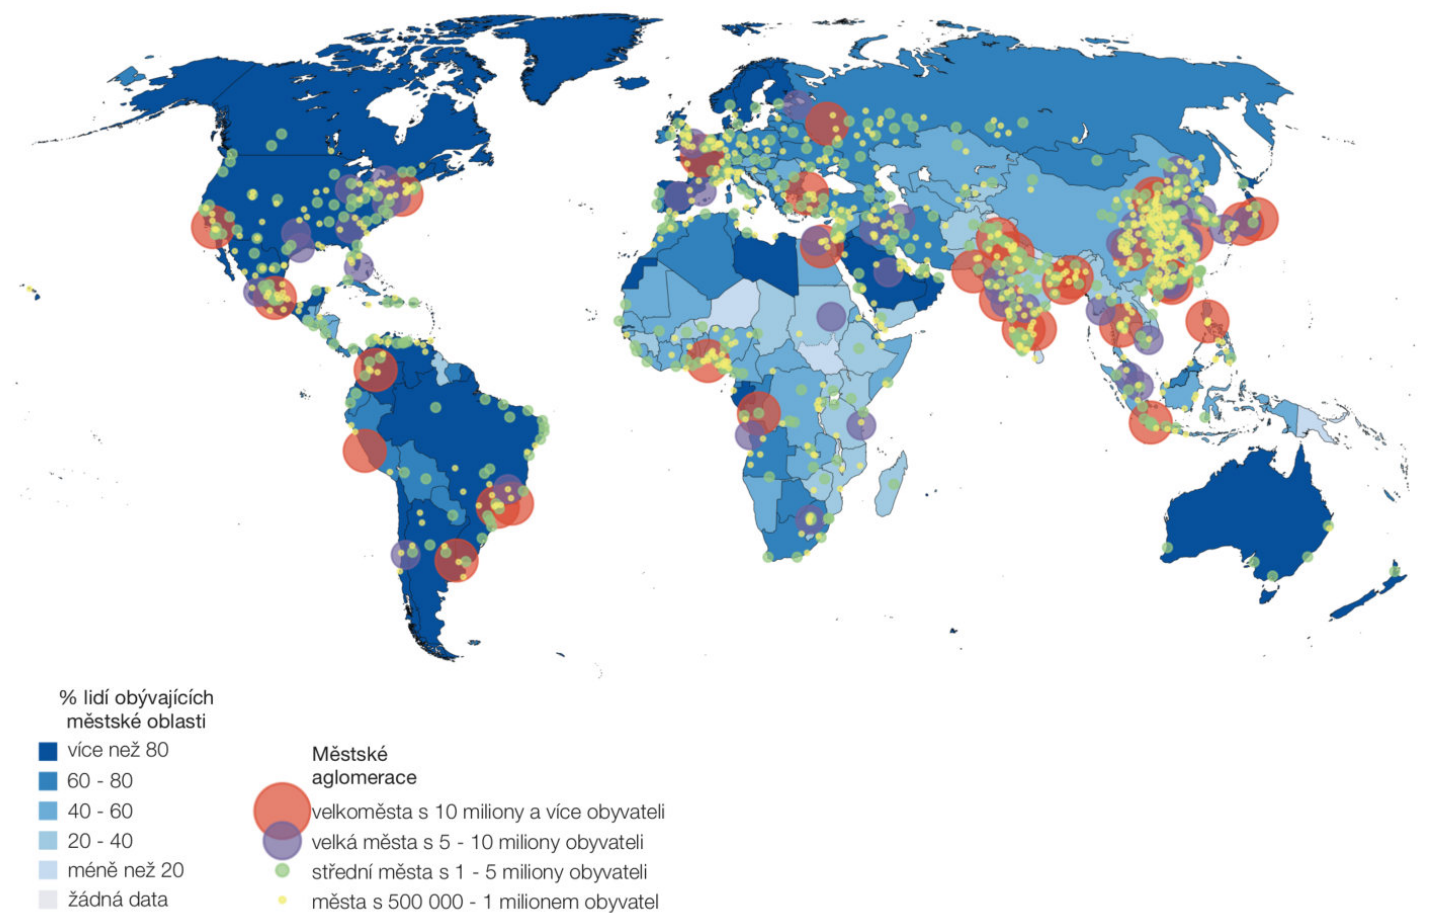 % lidí obývajících
městské oblasti
více než 80
60 - 80
40 - 60
20 - 40
méně než 20
žádná data
Městské
aglomerace
velkoměsta s 10 miliony a více obyvateli
velká města s 5 - 10 miliony obyvateli
střední města s 1 - 5 miliony obyvateli
města s 500 000 - 1 milionem obyvatel